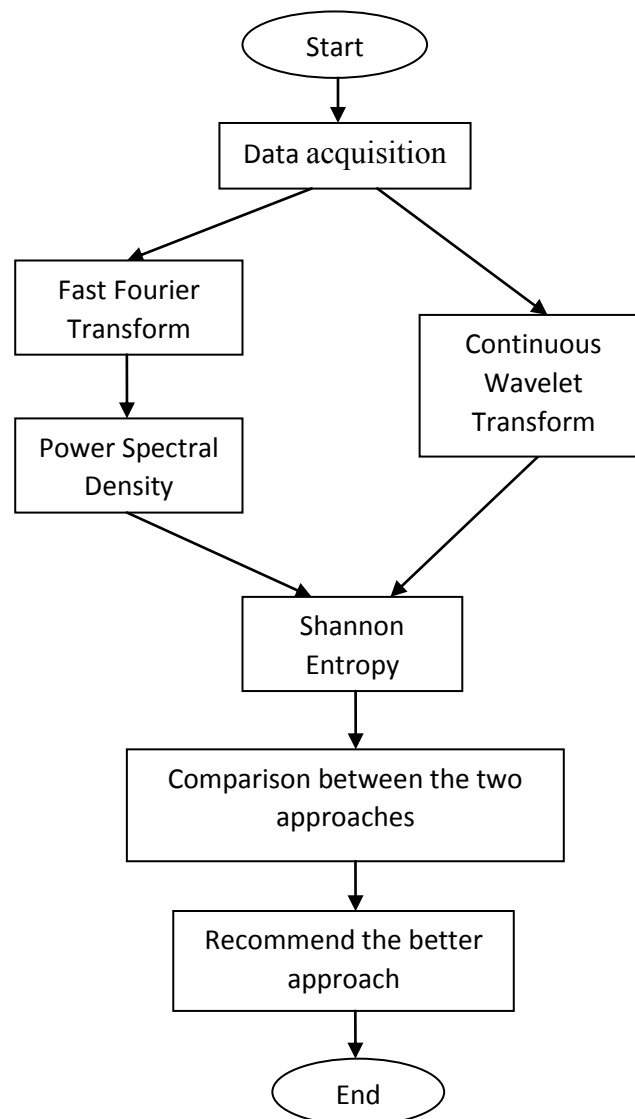 Start
Data acquisition
Fast Fourier
Transform
Power Spectral
Density
Continuous
Wavelet
Transform
Shannon
Entropy
Comparison between the two
approaches
Recommend the better
approach
End